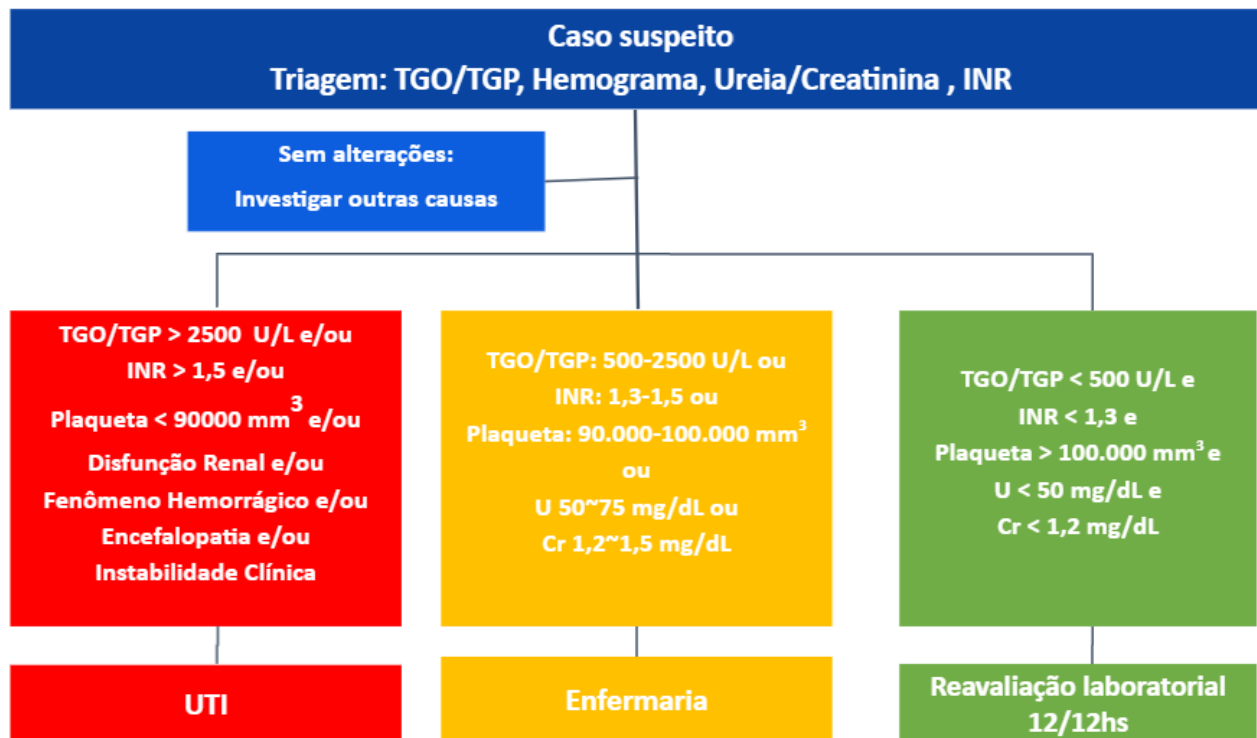 Caso suspeito
Triagem: TGO/TGP, Hemograma, Ureia/Creatinina , INR
Sem alterações:
Investigar outras causas
TGO/TGP > 2500 U/L e/ou
INR > 1,5 e/ou
Plaqueta < 90000 mm³ e/ou
Disfunção Renal e/ou
Fenômeno Hemorrágico e/ou
Encefalopatia e/ou
Instabilidade Clínica
UTI
TGO/TGP: 500-2500 U/L ou
INR: 1,3-1,5 ou
Plaqueta: 90.000-100.000 mm³
ou
U 50~75 mg/dL ou
Cr 1,2~1,5 mg/dL
Enfermaria
TGO/TGP < 500 U/L e
INR < 1,3 e
Plaqueta > 100.000 mm³ e
U < 50 mg/dL e
Cr < 1,2 mg/dL
Reavaliação laboratorial
12/12hs